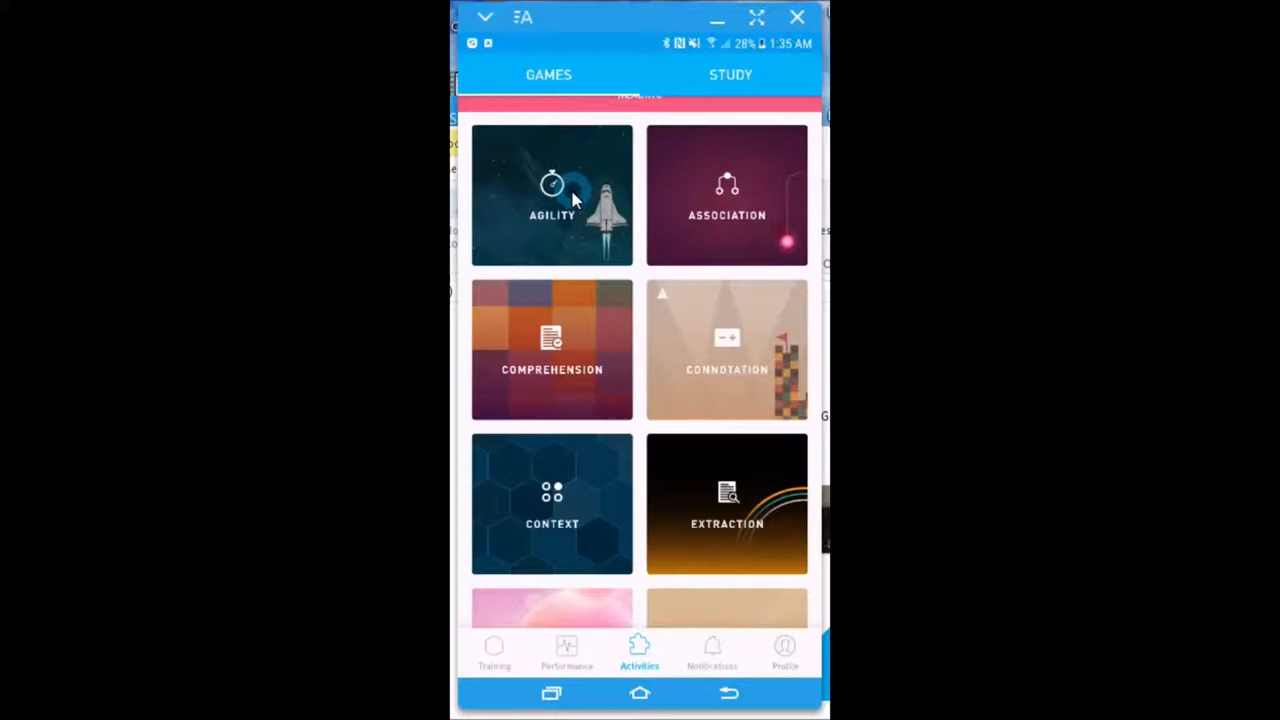 28% 1:35 AM
GAMES STUDY
AGILITY ASSOCIATION
COMPREHENSION CONNOTATION
CONTEXT EXTRACTION
Training Performance Activities Notifications Profile